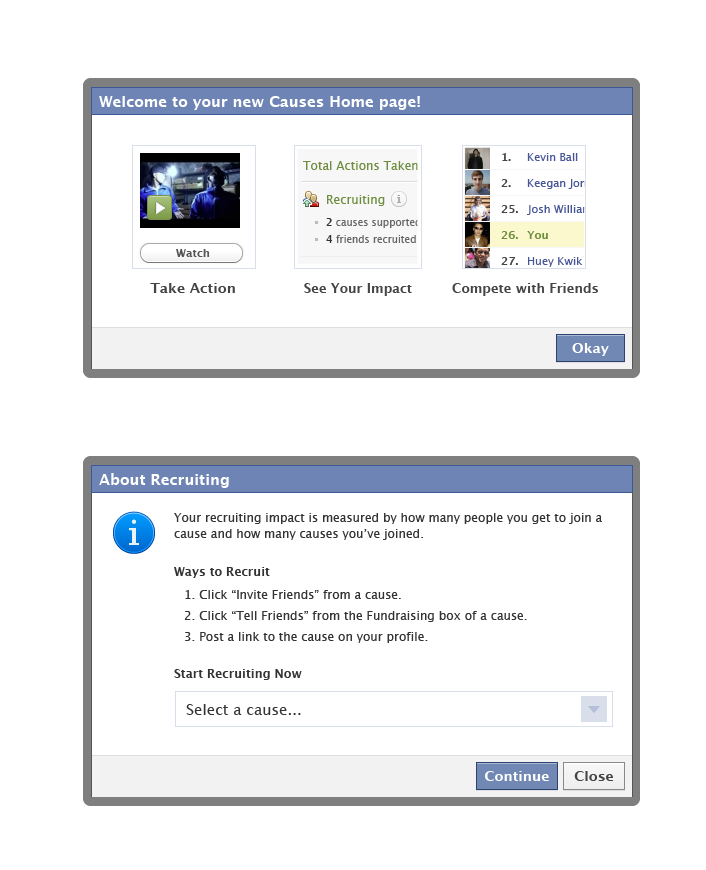 Welcome to your new Causes Home page!
Watch
Take Action
Total Actions Taken
Recruiting
2 causes supported
4 friends recruited
See Your Impact
1. Kevin Ball
2. Keegan Jor
25. Josh Willia
26. You
27. Huey Kwik
Compete with Friends
Okay
About Recruiting
Your recruiting impact is measured by how many people you get to join a
cause and how many causes you’ve joined.
Ways to Recruit
1. Click “Invite Friends” from a cause.
2. Click “Tell Friends” from the Fundraising box of a cause.
3. Post a link to the cause on your profile.
Start Recruiting Now
Select a cause...
Continue
Close